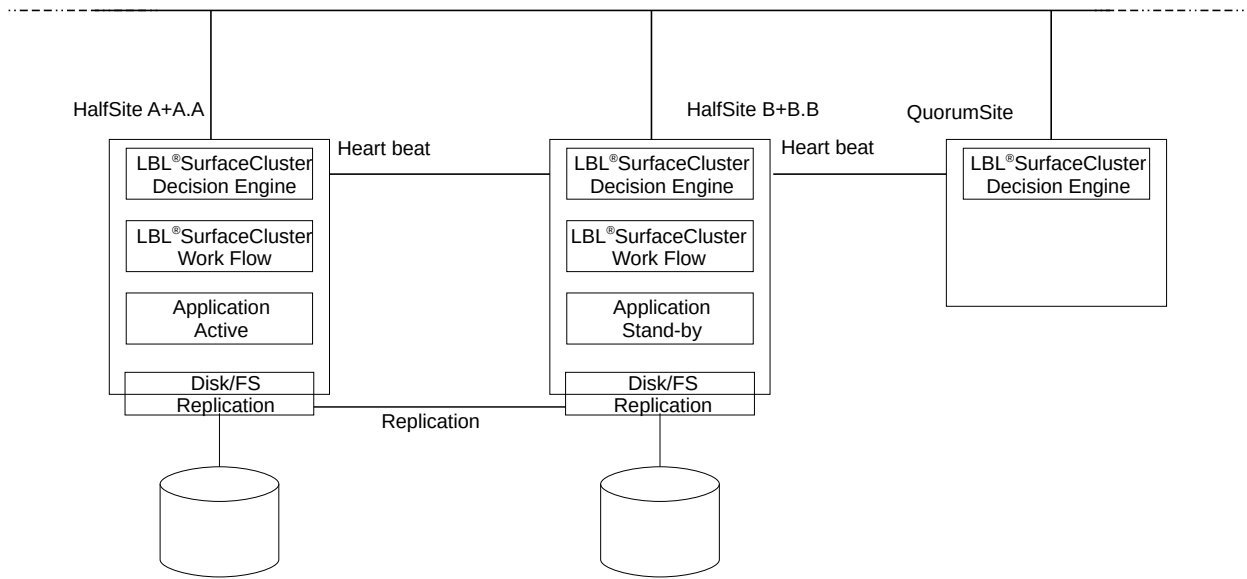 HalfSite A+A.A
HalfSite B+B.B
QuorumSite
Heart beat
Heart beat
LBL®SurfaceCluster
Decision Engine
LBL®SurfaceCluster
Decision Engine
LBL®SurfaceCluster
Decision Engine
LBL®SurfaceCluster
Work Flow
LBL®SurfaceCluster
Work Flow
Application
Active
Application
Stand-by
Disk/FS
Replication
Disk/FS
Replication
Replication